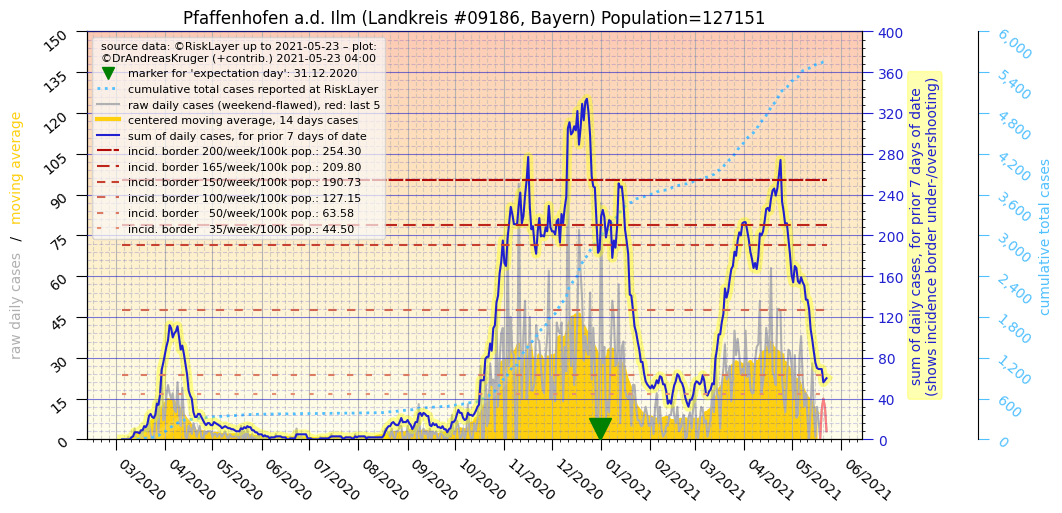 Pfaffenhofen a.d. Ilm (Landkreis #09186, Bayern) Population=127151
source data: ©RiskLayer up to 2021-05-23 – plot:
©DrAndreasKruger (+contrib.) 2021-05-23 04:00
marker for 'expectation day': 31.12.2020
cumulative total cases reported at RiskLayer
raw daily cases (weekend-flawed), red: last 5
centered moving average, 14 days cases
sum of daily cases, for prior 7 days of date
incid. border 200/week/100k pop.: 254.30
incid. border 165/week/100k pop.: 209.80
incid. border 150/week/100k pop.: 190.73
incid. border 100/week/100k pop.: 127.15
incid. border 50/week/100k pop.: 63.58
incid. border 35/week/100k pop.: 44.50
raw daily cases / moving average
150
135
120
105
90
75
60
45
30
15
0
03/2020
04/2020
05/2020
06/2020
07/2020
08/2020
09/2020
10/2020
11/2020
12/2020
01/2021
02/2021
03/2021
04/2021
05/2021
06/2021
400
360
320
280
240
200
160
120
80
40
0
sum of daily cases, for prior 7 days of date
(shows incidence border under-/overshooting)
6,000
5,400
4,800
4,200
3,600
3,000
2,400
1,800
1,200
600
0
cumulative total cases